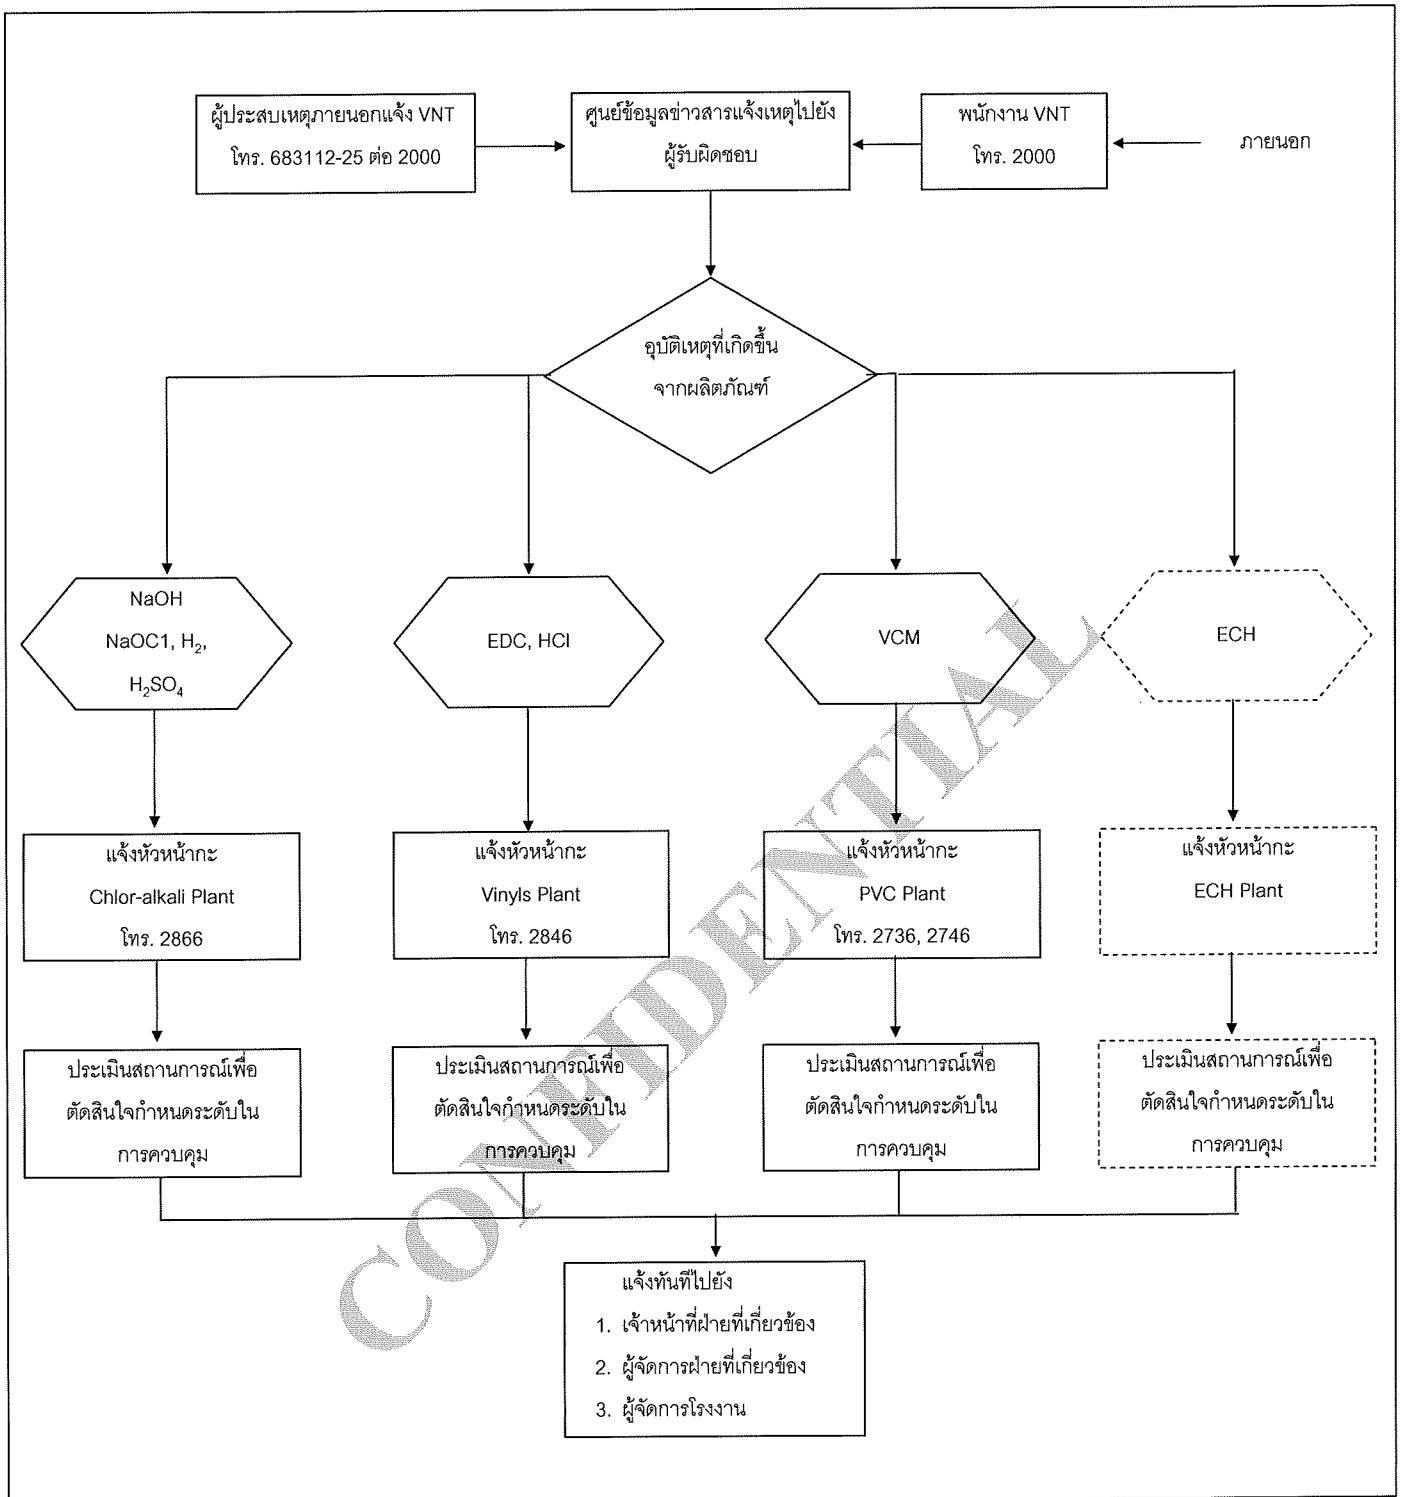 ผู้ประสบเหตุภายนอกแจ้ง VNT
โทร. 683112-25 ต่อ 2000
ศูนย์ข้อมูลข่าวสารแจ้งเหตุไปยัง
ผู้รับผิดชอบ
พนักงาน VNT
โทร. 2000
ภายนอก
อุบัติเหตุที่เกิดขึ้น
จากผลิตภัณฑ์
NaOH
NaOC1, H₂,
H₂SO₄
EDC, HCl
VCM
ECH
แจ้งหัวหน้ากะ
Chlor-alkali Plant
โทร. 2866
แจ้งหัวหน้ากะ
Vinyls Plant
โทร. 2846
แจ้งหัวหน้ากะ
PVC Plant
โทร. 2736, 2746
แจ้งหัวหน้ากะ
ECH Plant
ประเมินสถานการณ์เพื่อ
ตัดสินใจกำหนดระดับใน
การควบคุม
ประเมินสถานการณ์เพื่อ
ตัดสินใจกำหนดระดับใน
การควบคุม
ประเมินสถานการณ์เพื่อ
ตัดสินใจกำหนดระดับใน
การควบคุม
ประเมินสถานการณ์เพื่อ
ตัดสินใจกำหนดระดับใน
การควบคุม
แจ้งทันทีไปยัง
1. เจ้าหน้าที่ฝ่ายที่เกี่ยวข้อง
2. ผู้จัดการฝ่ายที่เกี่ยวข้อง
3. ผู้จัดการโรงงาน
CONFIDENTIAL